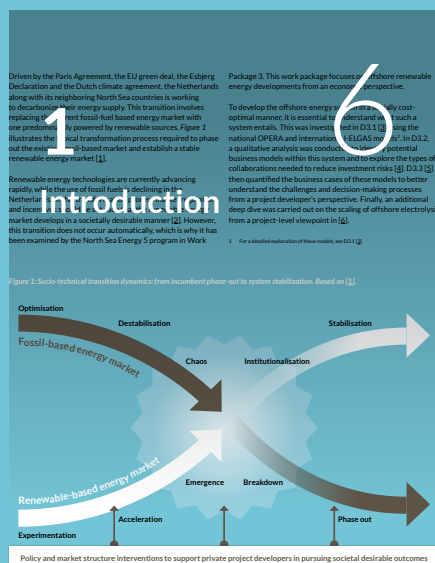 1
Introduction
6
Driven by the Paris Agreement, the EU green deal, the Esbjerg
Declaration and the Dutch climate agreement, the Netherlands
along with its neighboring North Sea countries is working
to decarbonize their energy supply. This transition involves
replacing the current fossil-fuel based energy market with
one predominantly powered by renewable sources. Figure 1
illustrates the typical transformation process required to phase
out the existing fossil-based market and establish a stable
renewable energy market [1].
Renewable energy technologies are currently advancing
rapidly, while the use of fossil fuels is declining in the
market develops in a societally desirable manner [2]. However,
this transition does not occur automatically, which is why it has
been examined by the North Sea Energy 5 program in Work
Package 3. This work package focuses on offshore renewable
energy developments from an economic perspective.
To develop the offshore energy system in a socially cost-
optimal manner, it is essential to understand what such a
system entails. This was investigated in D3.1 [3] using the
national OPERA and international I-ELGAS models¹. In D3.2,
a qualitative analysis was conducted to identify potential
business models within this system and to explore the types of
collaborations needed to reduce investment risks [4]. D3.3 [5]
then quantified the business cases of these models to better
understand the challenges and decision-making processes
from a project developer's perspective. Finally, an additional
deep dive was carried out on the scaling of offshore electrolysis
from a project-level viewpoint in [6].
1 For a detailed explanation of these models, see D3.1 [3].
Figure 1: Socio-technical transition dynamics: from incumbent phase-out to system stabilization. Based on [1].
Optimisation
Destabilisation
Stabilisation
Fossil-based energy market
Chaos
Institutionalisation
Renewable-based energy market
Emergence
Breakdown
Acceleration
Phase out
Experimentation
Policy and market structure interventions to support private project developers in pursuing societal desirable outcomes